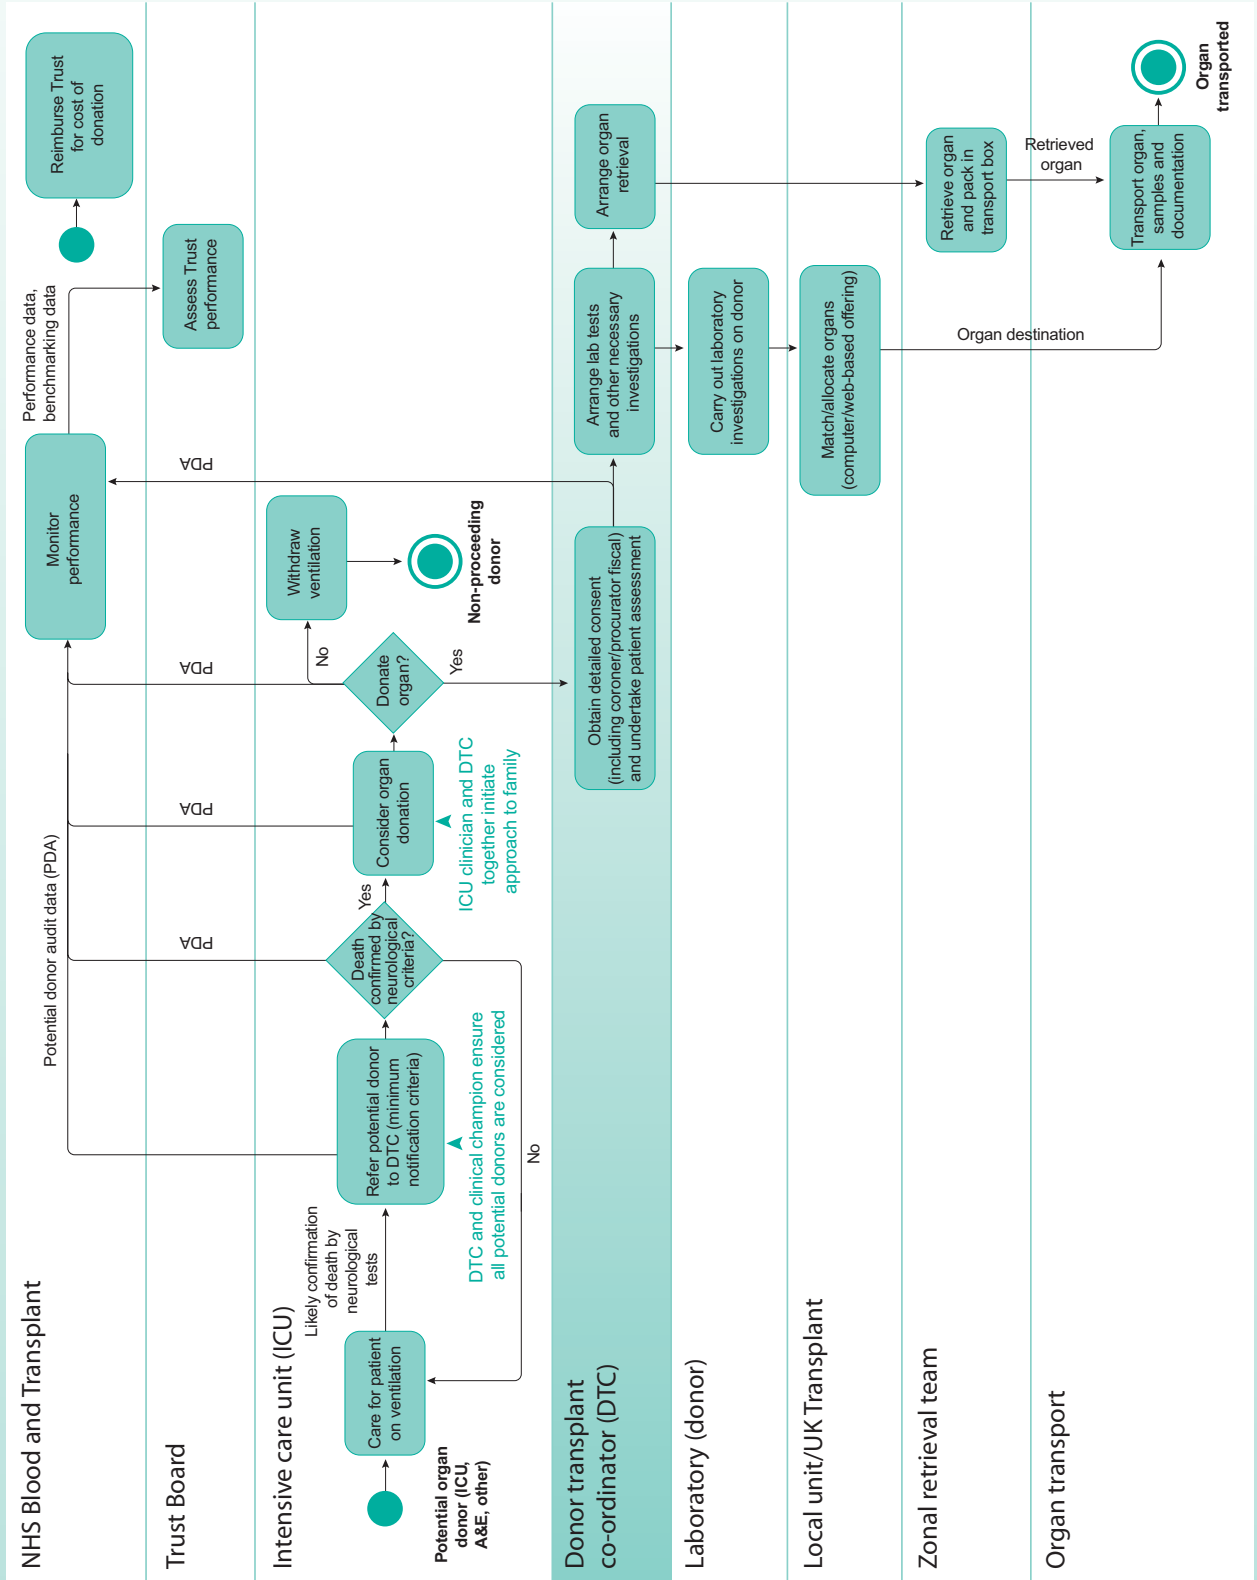 NHS Blood and Transplant
Potential donor audit data (PDA)
Monitor
performance
Performance data,
benchmarking data
Reimburse Trust
for cost of
donation
Trust Board
PDA
PDA
PDA
PDA
Assess Trust
performance
Intensive care unit (ICU)
Potential organ
donor (ICU,
A&E, other)
Care for patient
on ventilation
Likely confirmation
of death by
neurological
tests
Refer potential donor
to DTC (minimum
notification criteria)
DTC and clinical champion ensure
all potential donors are considered
Death
confirmed by
neurological
criteria?
Yes
No
Consider organ
donation
ICU clinician and DTC
together initiate
approach to family
Donate
organ?
No
Yes
Withdraw
ventilation
Non-proceeding
donor
Donor transplant
co-ordinator (DTC)
Obtain detailed consent
(including coroner/procurator fiscal)
and undertake patient assessment
Arrange lab tests
and other necessary
investigations
Arrange organ
retrieval
Laboratory (donor)
Carry out laboratory
investigations on donor
Local unit/UK Transplant
Match/allocate organs
(computer/web-based offering)
Zonal retrieval team
Organ destination
Retrieve organ
and pack in
transport box
Retrieved
organ
Organ transport
Transport organ,
samples and
documentation
Organ
transported